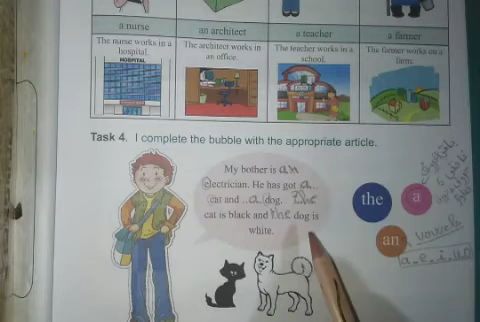 a nurse
an architect
a teacher
a farmer
The nurse works in a
hospital.
The architect works in
an office.
The teacher works in a
school.
The farmer works on a
farm.
HOSPITAL
Task 4. I complete the bubble with the appropriate article.
My bother is an
electrician. He has got a..
cat and ..a dog. The
cat is black and the dog is
white.
the
a
an
vowels